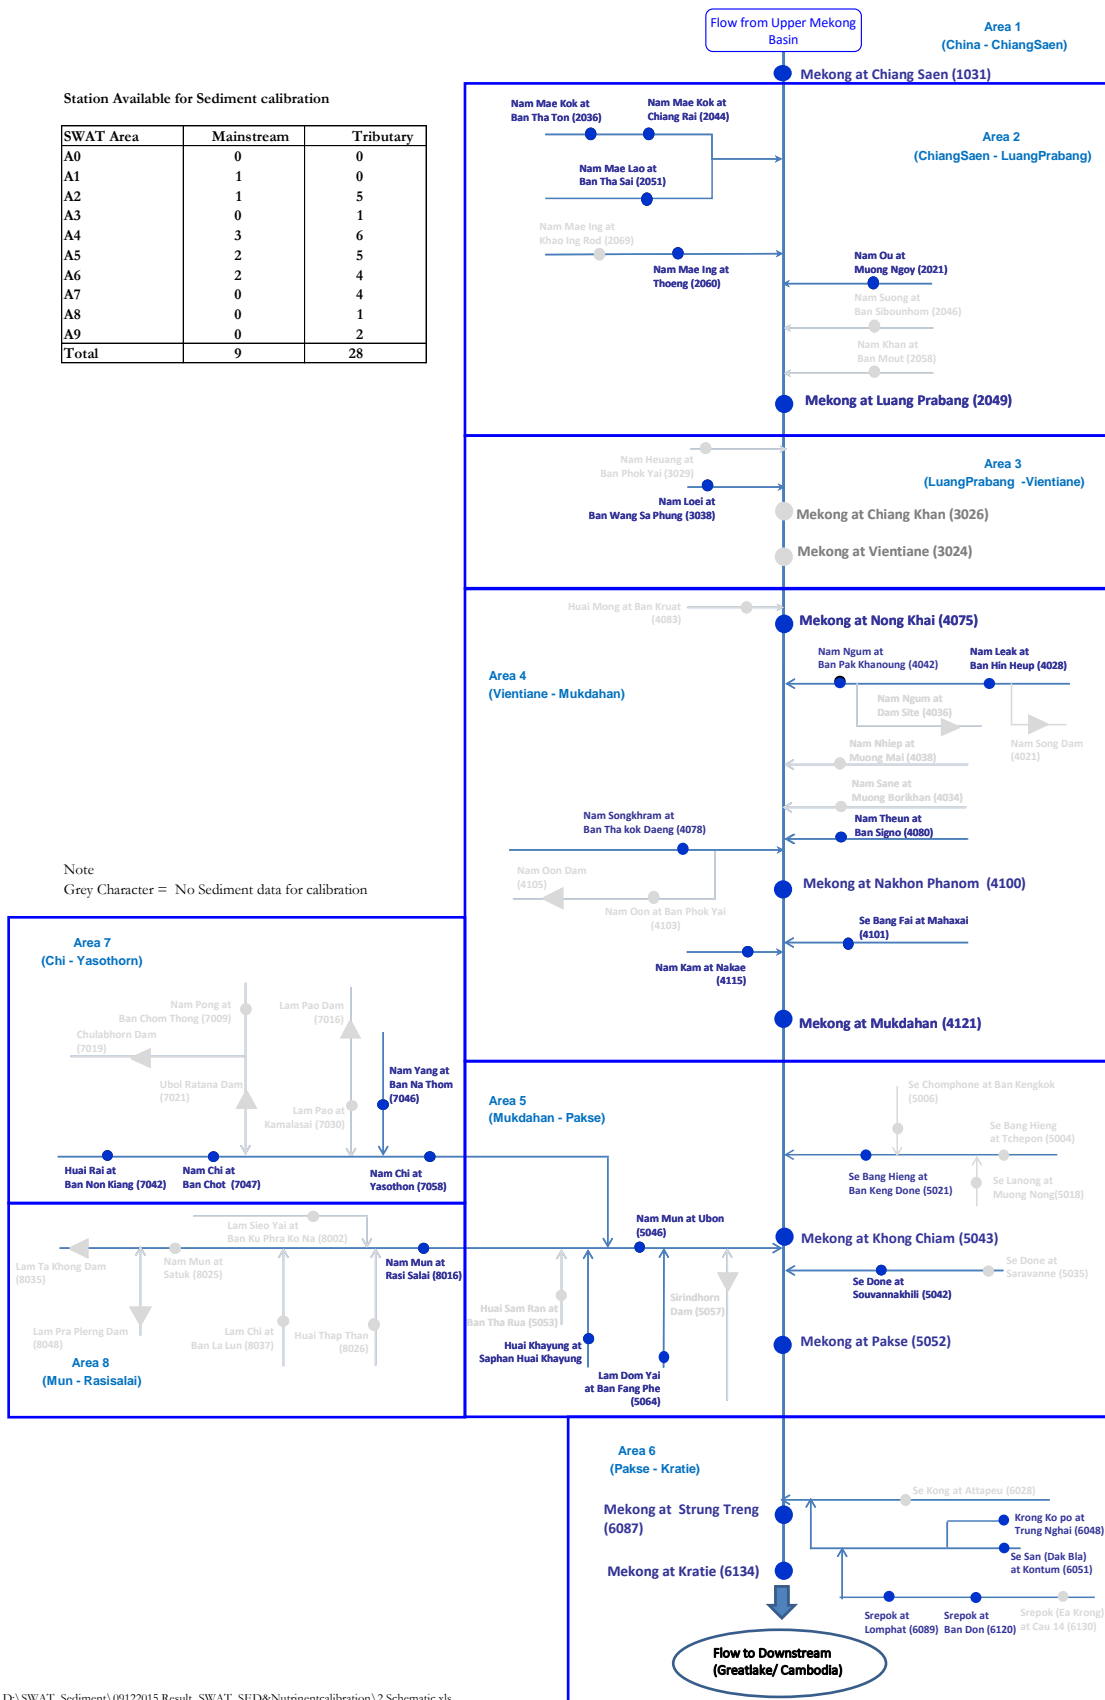 Flow from Upper Mekong
Basin
Area 1
(China - ChiangSaen)
Mekong at Chiang Saen (1031)
Station Available for Sediment calibration
SWAT Area Mainstream Tributary
A0 0 0
A1 1 0
A2 1 5
A3 0 1
A4 3 6
A5 2 5
A6 2 4
A7 0 4
A8 0 1
A9 0 2
Total 9 28
Nam Mae Kok at
Ban Tha Ton (2036)
Nam Mae Kok at
Chiang Rai (2044)
Area 2
(ChiangSaen - LuangPrabang)
Nam Mae Lao at
Ban Tha Sai (2051)
Nam Mae Ing at
Khao Ing Rod (2069)
Nam Mae Ing at
Thoeng (2060)
Nam Ou at
Muong Ngoy (2021)
Nam Suong at
Ban Sibounhom (2046)
Nam Khan at
Ban Mout (2058)
Mekong at Luang Prabang (2049)
Nam Heuang at
Ban Phok Yai (3029)
Area 3
(LuangPrabang -Vientiane)
Nam Loei at
Ban Wang Sa Phung (3038)
Mekong at Chiang Khan (3026)
Mekong at Vientiane (3024)
Huai Mong at Ban Kruat
(4083)
Mekong at Nong Khai (4075)
Area 4
(Vientiane - Mukdahan)
Nam Ngum at
Ban Pak Khanoung (4042)
Nam Leak at
Ban Hin Heup (4028)
Nam Ngum at
Dam Site (4036)
Nam Song Dam
(4021)
Nam Nhiep at
Muong Mai (4038)
Nam Sane at
Muong Borikhan (4034)
Nam Songkhram at
Ban Tha kok Daeng (4078)
Nam Theun at
Ban Signo (4080)
Nam Oon Dam
(4105)
Nam Oon at Ban Phok Yai
(4103)
Mekong at Nakhon Phanom (4100)
Note
Grey Character = No Sediment data for calibration
Se Bang Fai at Mahaxai
(4101)
Nam Kam at Nakae
(4115)
Mekong at Mukdahan (4121)
Area 7
(Chi - Yasothorn)
Nam Pong at
Ban Chom Thong (7009)
Lam Pao Dam
(7016)
Chulabhorn Dam
(7019)
Ubol Ratana Dam
(7021)
Nam Yang at
Ban Na Thom
(7046)
Lam Pao at
Kamalasai (7030)
Huai Rai at
Ban Non Kiang (7042)
Nam Chi at
Ban Chot (7047)
Nam Chi at
Yasothon (7058)
Area 5
(Mukdahan - Pakse)
Se Chomphone at Ban Kengkok
(5006)
Se Bang Hieng
at Tchepon (5004)
Se Bang Hieng at
Ban Keng Done (5021)
Se Lanong at
Muong Nong(5018)
Lam Sieo Yai at
Ban Ku Phra Ko Na (8002)
Nam Mun at Ubon
(5046)
Mekong at Khong Chiam (5043)
Lam Ta Khong Dam
(8035)
Nam Mun at
Satuk (8025)
Nam Mun at
Rasi Salai (8016)
Se Done at
Saravanne (5035)
Se Done at
Souvannakhili (5042)
Sirindhorn
Dam (5057)
Huai Sam Ran at
Ban Tha Rua (5053)
Lam Pra Plerng Dam
(8048)
Lam Chi at
Ban La Lun (8037)
Huai Thap Than
(8026)
Huai Khayung at
Saphan Huai Khayung
Mekong at Pakse (5052)
Area 8
(Mun - Rasisalai)
Lam Dom Yai
at Ban Fang Phe
(5064)
Area 6
(Pakse - Kratie)
Se Kong at Attapeu (6028)
Mekong at Strung Treng
(6087)
Krong Ko po at
Trung Nghai (6048)
Se San (Dak Bla)
at Kontum (6051)
Mekong at Kratie (6134)
Srepok at
Lomphat (6089)
Srepok at
Ban Don (6120)
Srepok (Ea Krong)
at Cau 14 (6130)
Flow to Downstream
(Greatlake/ Cambodia)
D:\SWAT_Sediment\09122015 Result_SWAT_SED&Nutrinentcalibration\2.Schematic.xls